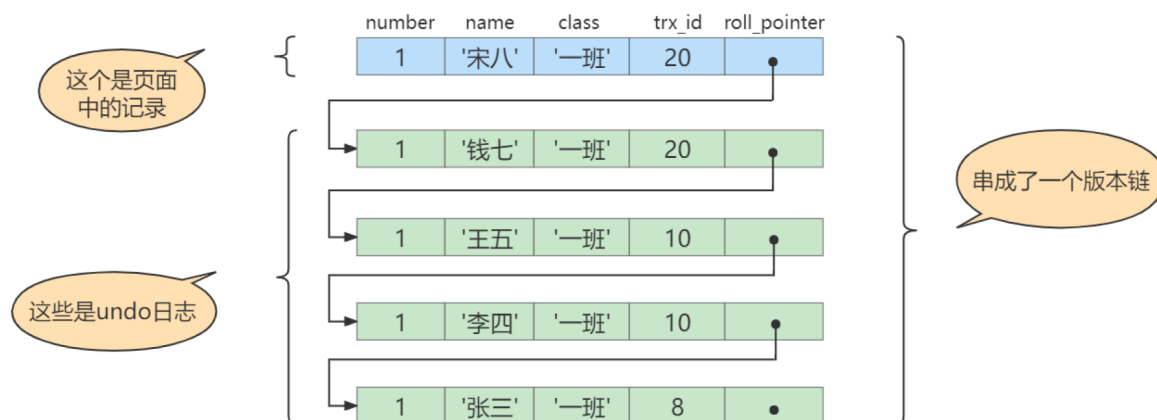 number name class trx_id roll_pointer
1 '宋八' '一班' 20
这个是页面
中的记录
1 '钱七' '一班' 20
串成了一个版本链
1 '王五' '一班' 10
这些是undo日志
1 '李四' '一班' 10
1 '张三' '一班' 8